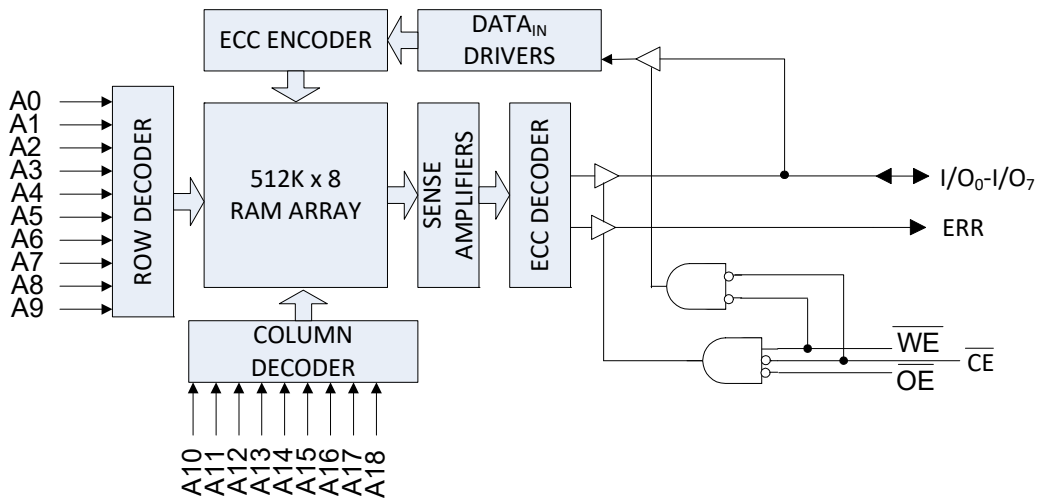 ECC ENCODER
DATAIN
DRIVERS
A0
A1
A2
A3
A4
A5
A6
A7
A8
A9
ROW DECODER
512K x 8
RAM ARRAY
SENSE
AMPLIFIERS
ECC DECODER
I/O0-I/O7
ERR
COLUMN
DECODER
WE
CE
OE
A10
A11
A12
A13
A14
A15
A16
A17
A18